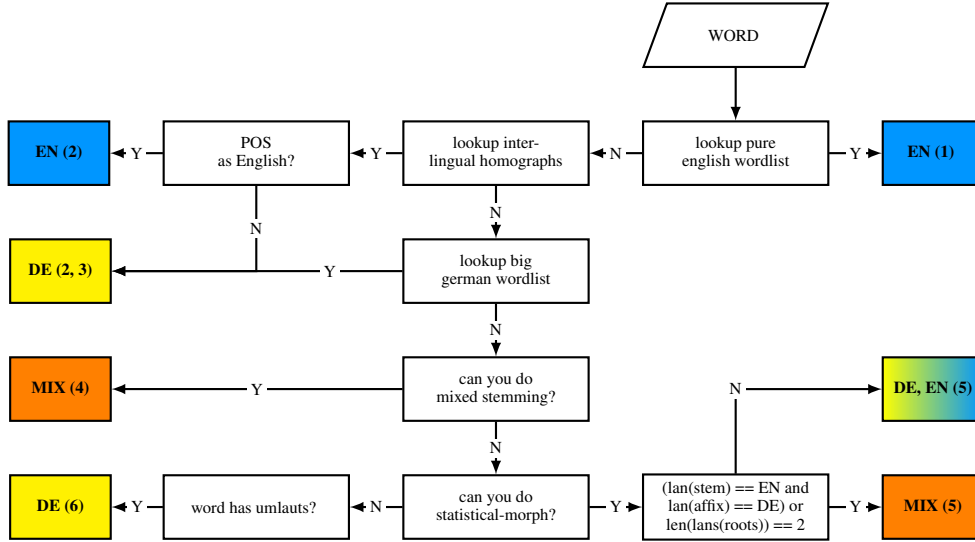 WORD
EN (2)
Y
POS
as English?
Y
lookup inter-
lingual homographs
N
lookup pure
english wordlist
Y
EN (1)
N
N
DE (2, 3)
Y
lookup big
german wordlist
N
MIX (4)
Y
can you do
mixed stemming?
N
DE, EN (5)
N
DE (6)
Y
word has umlauts?
N
can you do
statistical-morph?
Y
(lan(stem) == EN and
lan(affix) == DE) or
len(lans(roots)) == 2
Y
MIX (5)